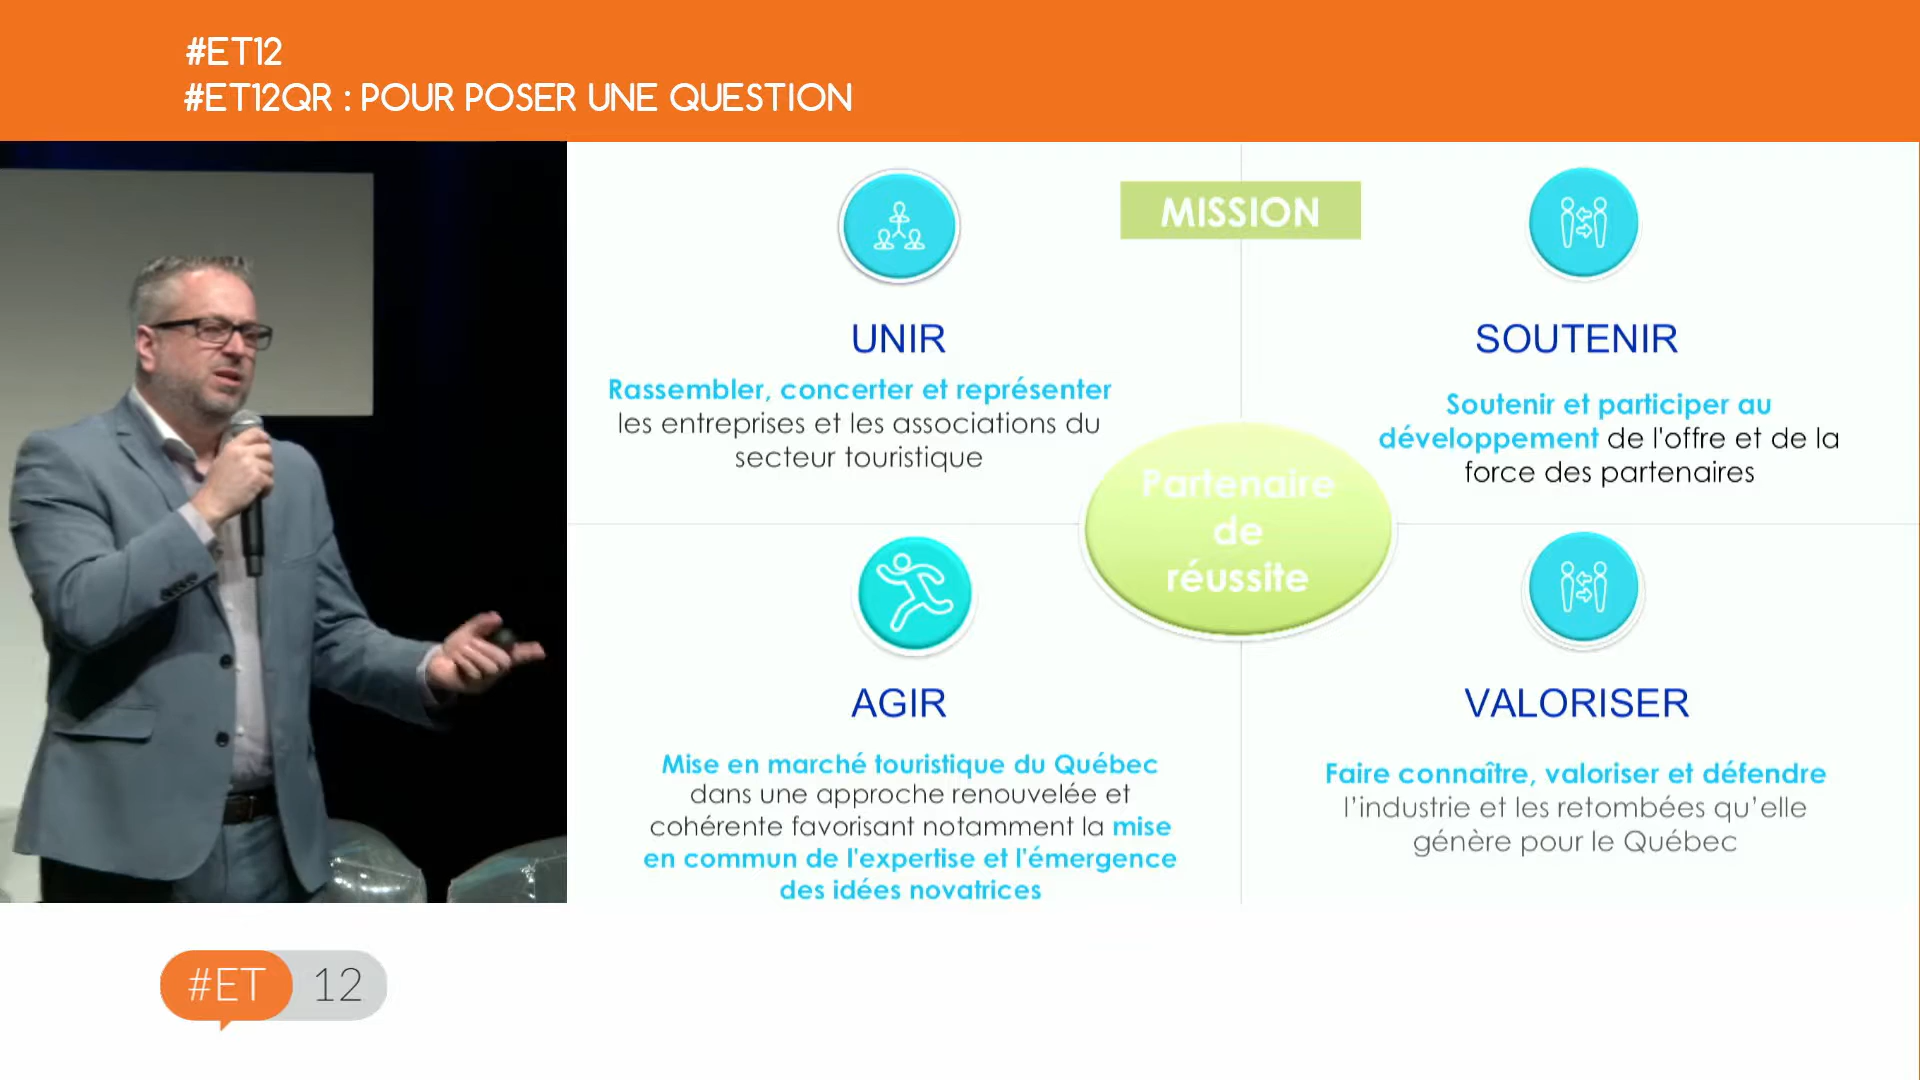 #ET12
#ET12QR : POUR POSER UNE QUESTION
MISSION
UNIR
Rassembler, concerter et représenter
les entreprises et les associations du
secteur touristique
SOUTENIR
Soutenir et participer au
développement de l'offre et de la
force des partenaires
Partenaire
de
réussite
AGIR
Mise en marché touristique du Québec
dans une approche renouvelée et
cohérente favorisant notamment la mise
en commun de l'expertise et l'émergence
des idées novatrices
VALORISER
Faire connaître, valoriser et défendre
l'industrie et les retombées qu'elle
génère pour le Québec
#ET 12